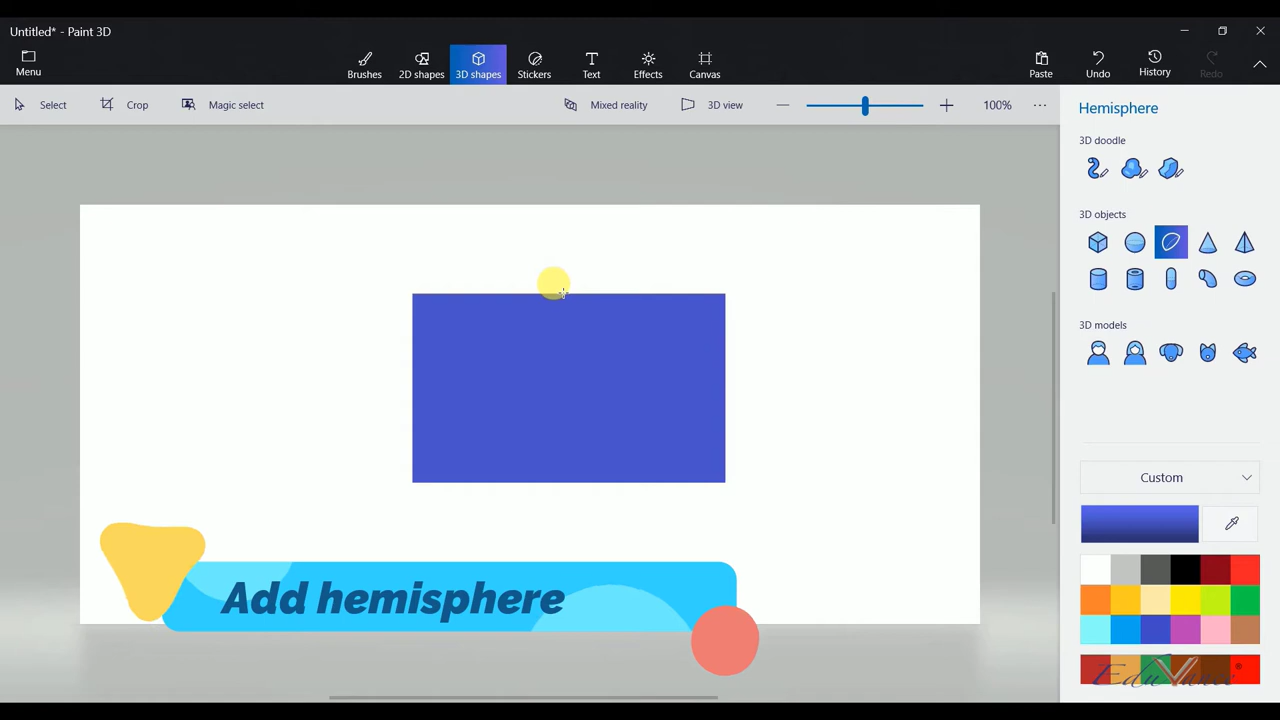 Untitled* - Paint 3D
Menu
Brushes
2D shapes
3D shapes
Stickers
Text
Effects
Canvas
Paste
Undo
History
Redo
Select
Crop
Magic select
Mixed reality
3D view
100%
Hemisphere
3D doodle
3D objects
3D models
Custom
Add hemisphere
EduVance®